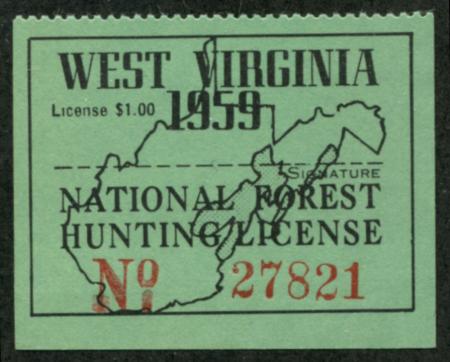 WEST VIRGINIA
License $1.00 1959
SIGNATURE
NATIONAL FOREST
HUNTING LICENSE
No 27821